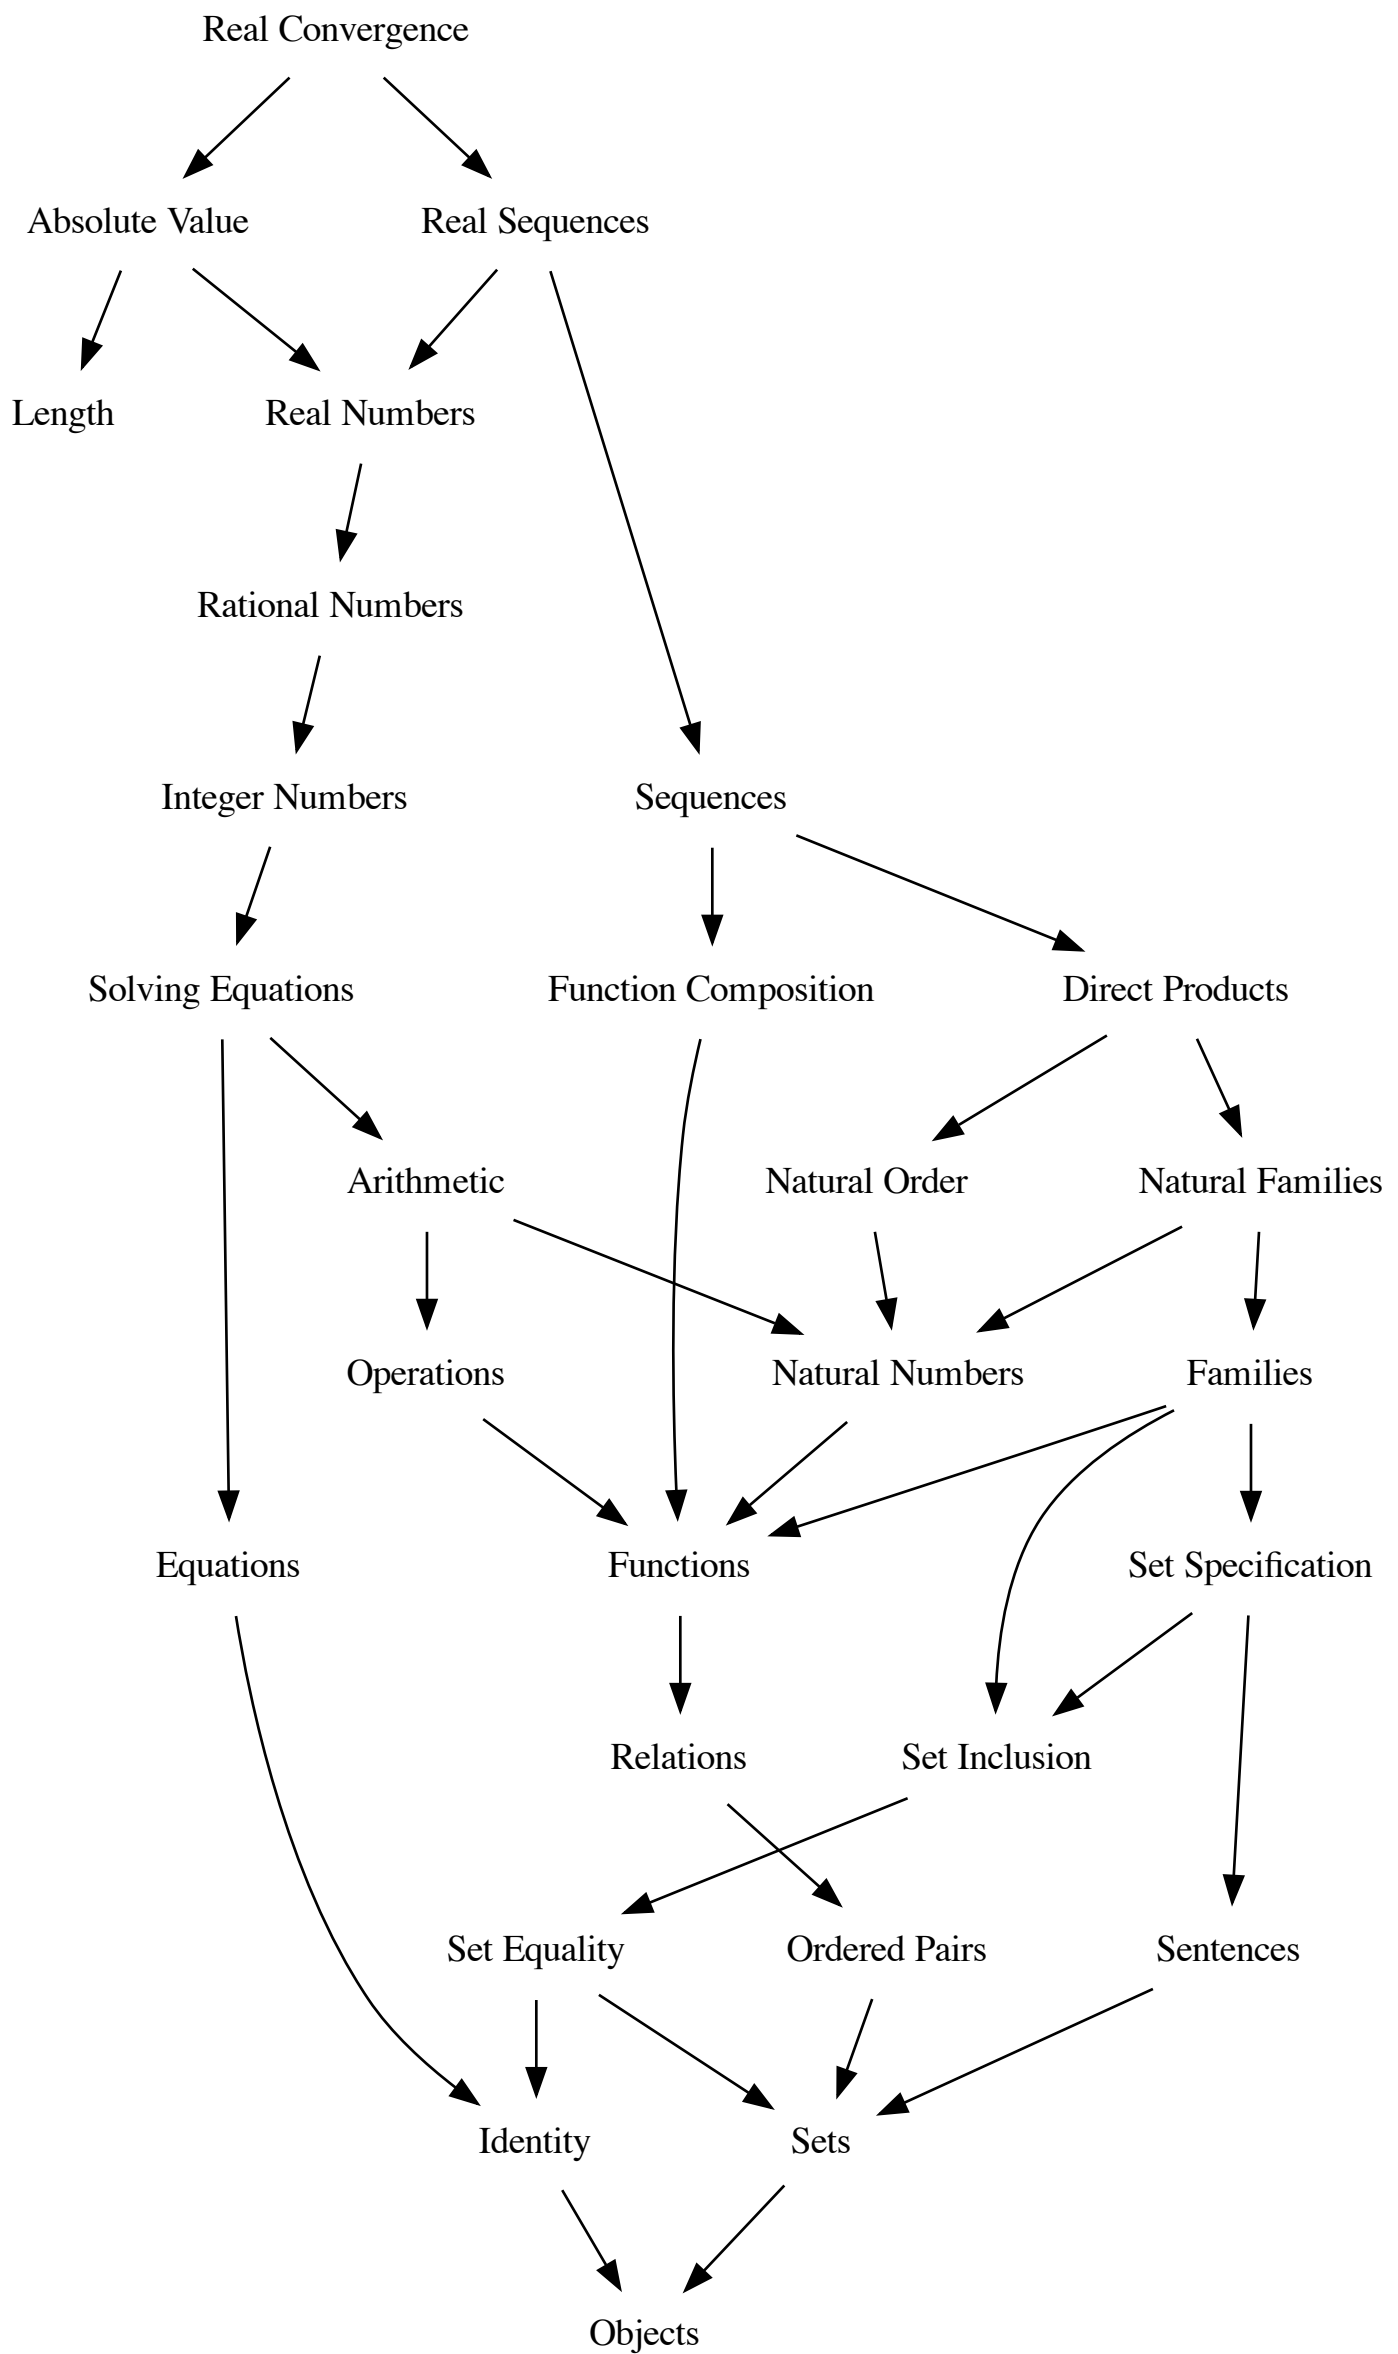 Real Convergence
Absolute Value
Real Sequences
Length
Real Numbers
Rational Numbers
Integer Numbers
Sequences
Solving Equations
Function Composition
Direct Products
Arithmetic
Natural Order
Natural Families
Operations
Natural Numbers
Families
Equations
Functions
Set Specification
Relations
Set Inclusion
Set Equality
Ordered Pairs
Sentences
Identity
Sets
Objects